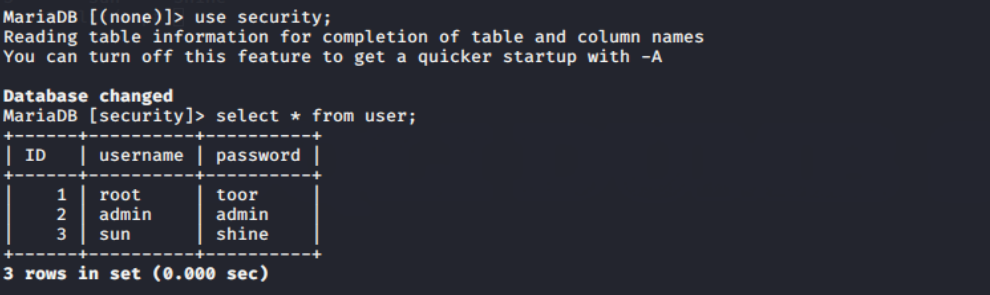 MariaDB [(none)]> use security;
Reading table information for completion of table and column names
You can turn off this feature to get a quicker startup with -A
Database changed
MariaDB [security]> select * from user;
+------+----------+----------+
| ID   | username | password |
+------+----------+----------+
|    1 | root     | toor     |
|    2 | admin    | admin    |
|    3 | sun      | shine    |
+------+----------+----------+
3 rows in set (0.000 sec)